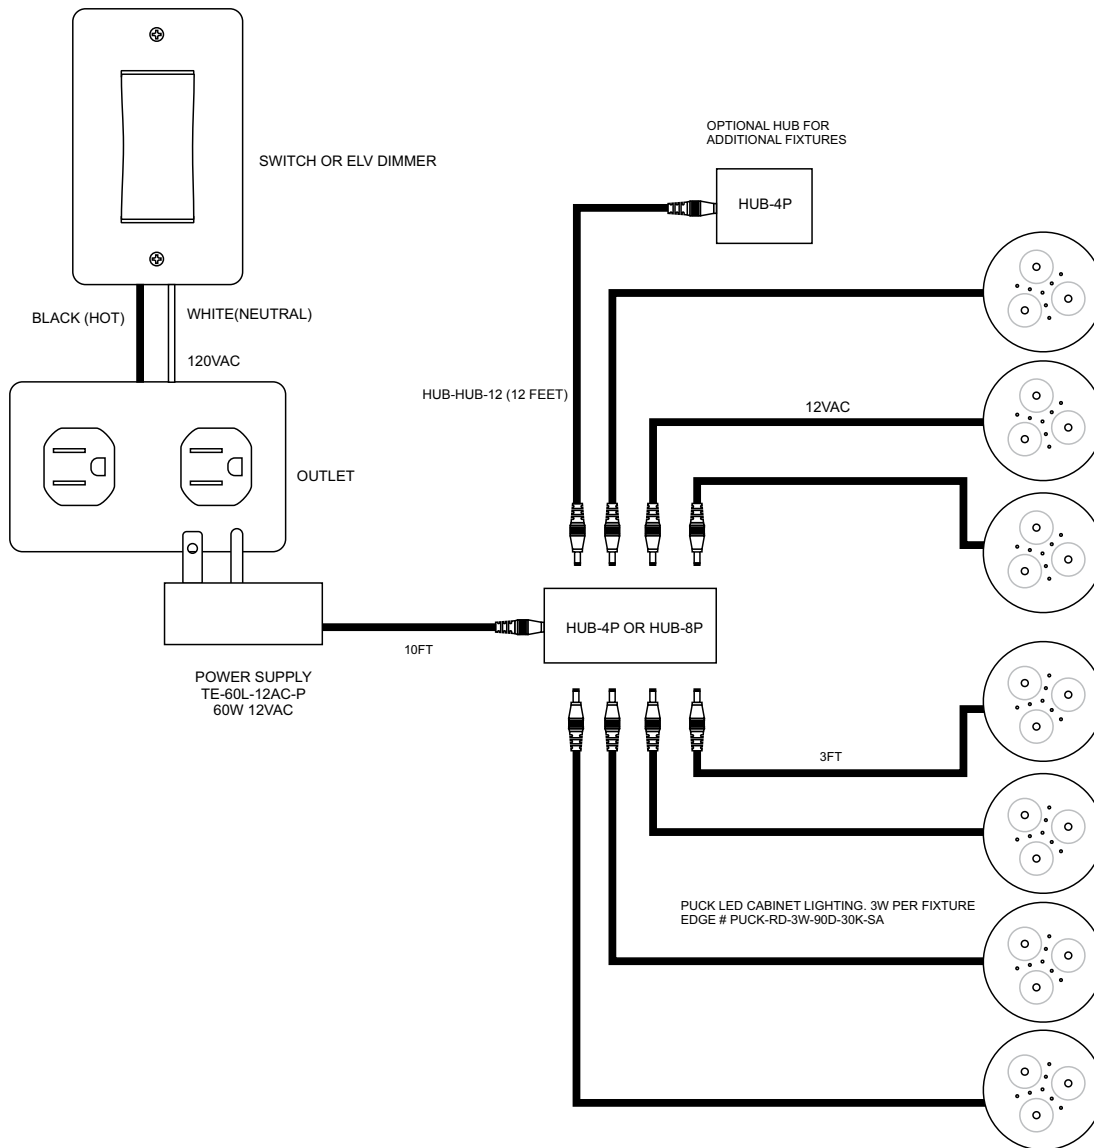 OPTIONAL HUB FOR
ADDITIONAL FIXTURES
SWITCH OR ELV DIMMER
HUB-4P
BLACK (HOT)
WHITE(NEUTRAL)
120VAC
HUB-HUB-12 (12 FEET)
12VAC
OUTLET
HUB-4P OR HUB-8P
10FT
POWER SUPPLY
TE-60L-12AC-P
60W 12VAC
3FT
PUCK LED CABINET LIGHTING. 3W PER FIXTURE
EDGE # PUCK-RD-3W-90D-30K-SA